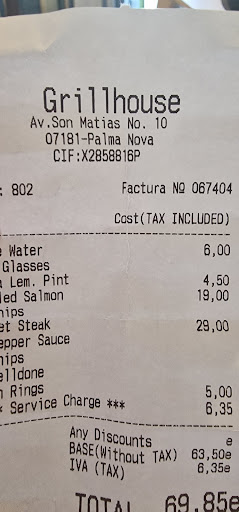 Grillhouse
Av.Son Matias No. 10
07181-Palma Nova
CIF:X2858816P
: 802 Factura Nº 067404
Cost(TAX INCLUDED)
e Water 6,00
Glasses
a Lem. Pint 4,50
led Salmon 19,00
hips
et Steak 29,00
epper Sauce
hips
elldone
n Rings 5,00
* Service Charge *** 6,35
Any Discounts e
BASE(Without TAX) 63,50e
IVA (TAX) 6,35e
TOTAL 69,85e